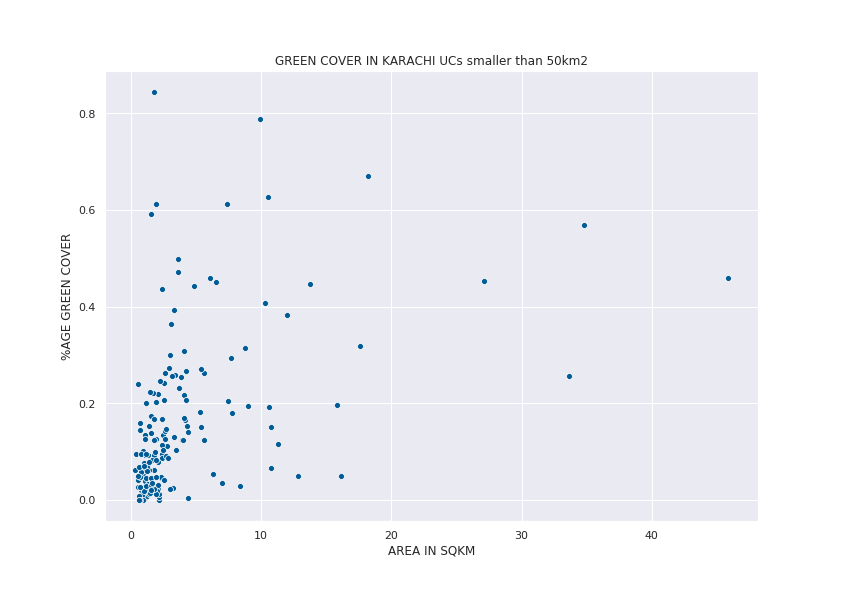 GREEN COVER IN KARACHI UCs smaller than 50km2
0.8
0.6
0.4
0.2
0.0
%AGE GREEN COVER
0 10 20 30 40
AREA IN SQKM